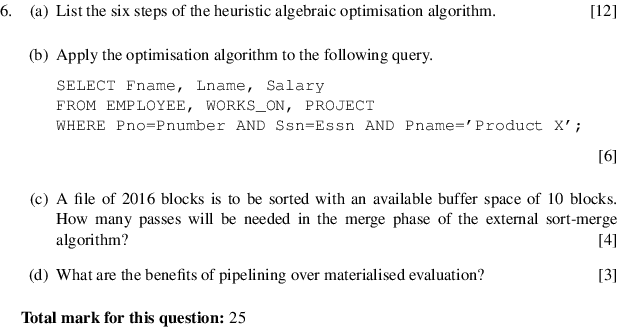 6. (a) List the six steps of the heuristic algebraic optimisation algorithm. [12]
(b) Apply the optimisation algorithm to the following query.
SELECT Fname, Lname, Salary
FROM EMPLOYEE, WORKS_ON, PROJECT
WHERE Pno=Pnumber AND Ssn=Essn AND Pname=’Product X’;
[6]
(c) A file of 2016 blocks is to be sorted with an available buffer space of 10 blocks.
How many passes will be needed in the merge phase of the external sort-merge
algorithm? [4]
(d) What are the benefits of pipelining over materialised evaluation? [3]
Total mark for this question: 25